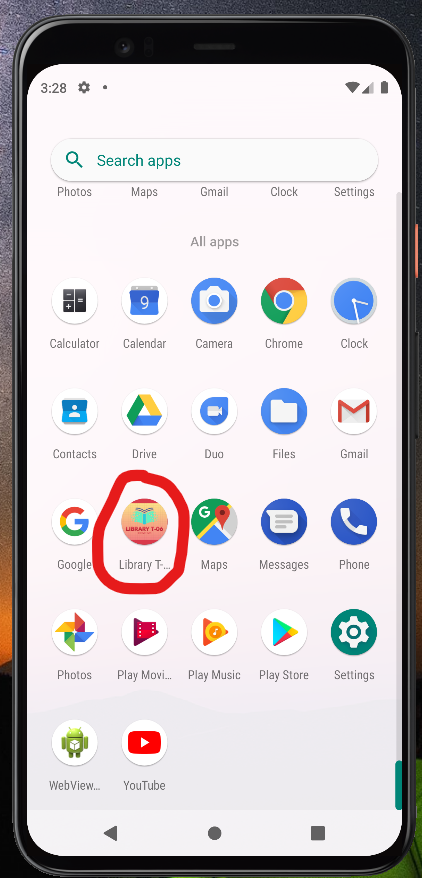 3:28
Search apps
Photos Maps Gmail Clock Settings
All apps
9
Calculator Calendar Camera Chrome Clock
Contacts Drive Duo Files Gmail
G G
LIBRARY T-06
Google Library T-... Maps Messages Phone
Photos Play Movi... Play Music Play Store Settings
WebView... YouTube